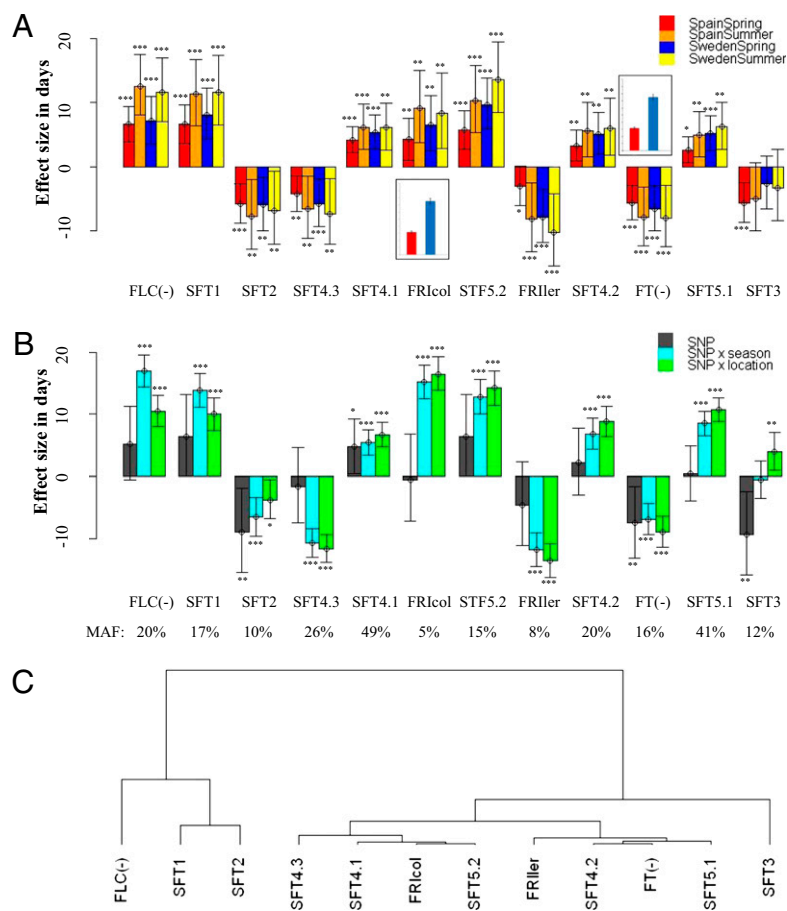 A
Effect size in days
20
10
0
-10
SpainSpring
SpainSummer
SwedenSpring
SwedenSummer
*** *** *** *** *** *** *** *** *** ** ** ** ** *** ** ** *** ** *** ** ** ** ** ** *** ** *** *** * *** *** *** ** ** ** ** *** *** *** *** * ** *** ** ***
FLC(-) SFT1 SFT2 SFT4.3 SFT4.1 FRIcol STF5.2 FRIler SFT4.2 FT(-) SFT5.1 SFT3
B
Effect size in days
20
10
0
-10
SNP
SNP x season
SNP x location
*** *** *** *** ** *** * *** *** * *** *** *** *** *** *** *** *** *** *** ** *** *** *** *** ** **
FLC(-) SFT1 SFT2 SFT4.3 SFT4.1 FRIcol STF5.2 FRIler SFT4.2 FT(-) SFT5.1 SFT3
MAF: 20% 17% 10% 26% 49% 5% 15% 8% 20% 16% 41% 12%
C
FLC(-)
SFT1
SFT2
SFT4.3
SFT4.1
FRIcol
SFT5.2
FRIler
SFT4.2
FT(-)
SFT5.1
SFT3